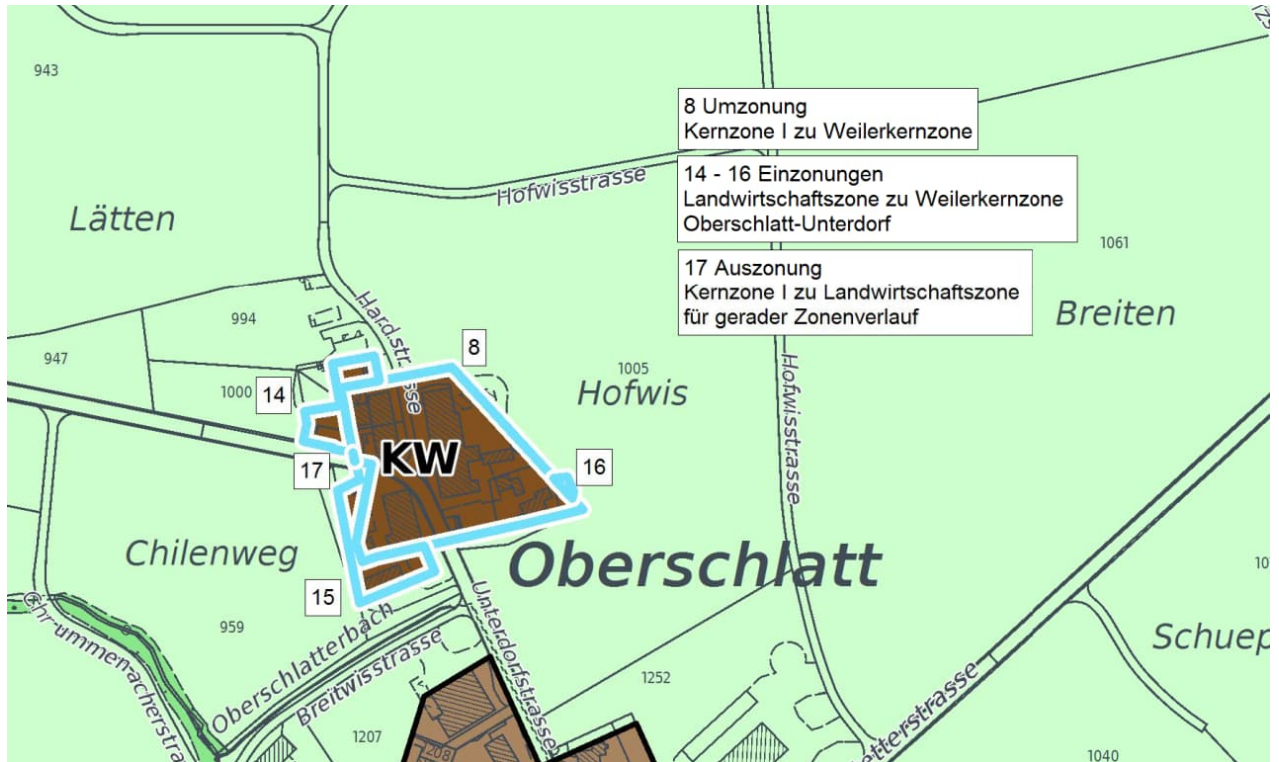 943
8 Umzonung
Kernzone I zu Weilerkernzone
Hofwisstrasse
14 - 16 Einzonungen
Landwirtschaftszone zu Weilerkernzone
Oberschlatt-Unterdorf
Lätten
1061
17 Auszonung
Kernzone I zu Landwirtschaftszone
für gerader Zonenverlauf
Breiten
994
Hardstrasse
947
8
1005
Hofwis
1000
14
Hofwisstrasse
KW
17
16
Chilenweg
Oberschlatt
15
959
Oberschlatterbach
Unterdorfstrasse
Breitwisstrasse
Schuep
1252
1207
208
1040